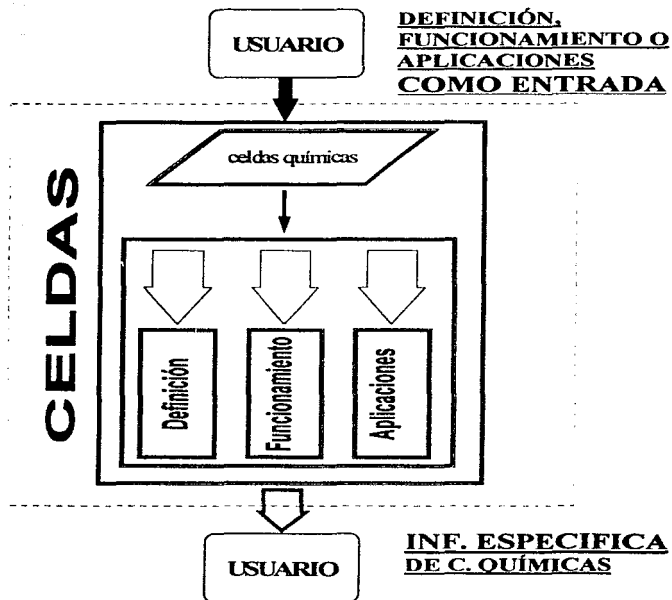 USUARIO
DEFINICIÓN,
FUNCIONAMIENTO O
APLICACIONES
COMO ENTRADA
CELDAS
celdas químicas
Definición
Funcionamiento
Aplicaciones
USUARIO
INF. ESPECIFICA
DE C. QUÍMICAS